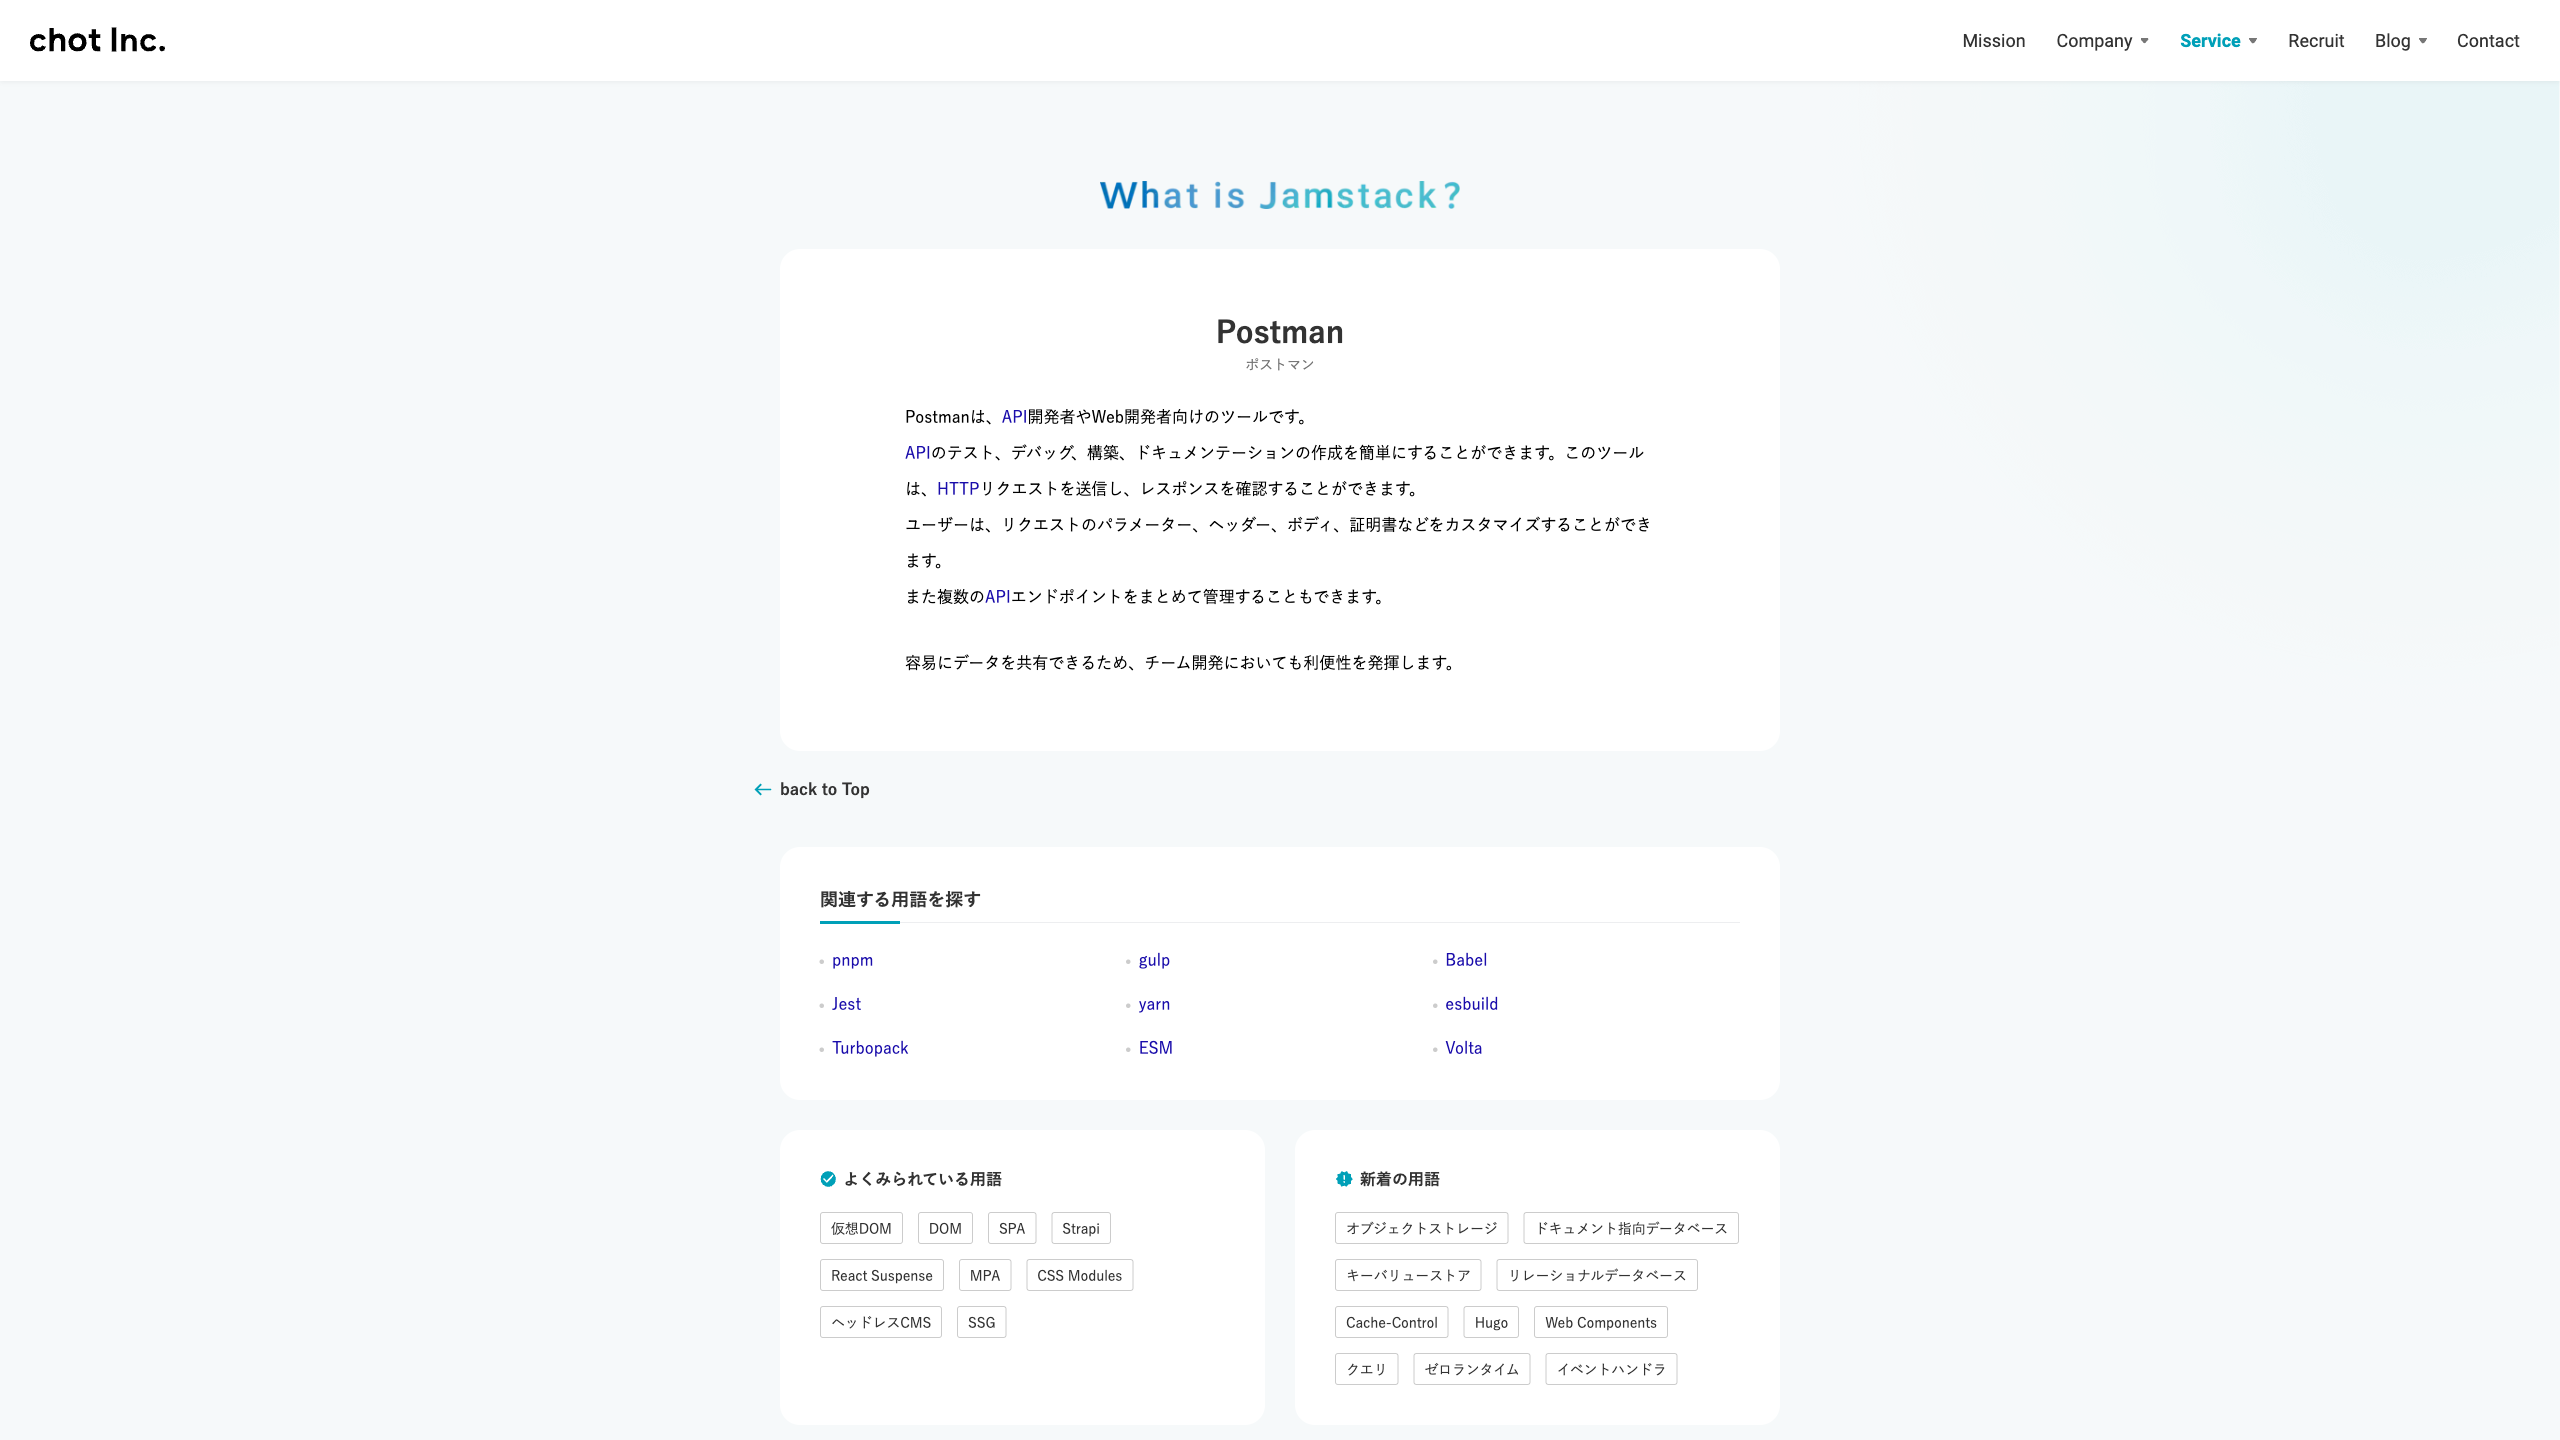 chot Inc.
Mission Company Service Recruit Blog Contact
What is Jamstack?
Postman
ポストマン
Postmanは、API開発者やWeb開発者向けのツールです。
APIのテスト、デバッグ、構築、ドキュメンテーションの作成を簡単にすることができます。このツール
は、HTTPリクエストを送信し、レスポンスを確認することができます。
ユーザーは、リクエストのパラメーター、ヘッダー、ボディ、証明書などをカスタマイズすることができ
ます。
また複数のAPIエンドポイントをまとめて管理することもできます。
容易にデータを共有できるため、チーム開発においても利便性を発揮します。
back to Top
関連する用語を探す
pnpm gulp Babel
Jest yarn esbuild
Turbopack ESM Volta
よくみられている用語
仮想DOM DOM SPA Strapi
React Suspense MPA CSS Modules
ヘッドレスCMS SSG
新着の用語
オブジェクトストレージ ドキュメント指向データベース
キーバリューストア リレーショナルデータベース
Cache-Control Hugo Web Components
クエリ ゼロランタイム イベントハンドラ